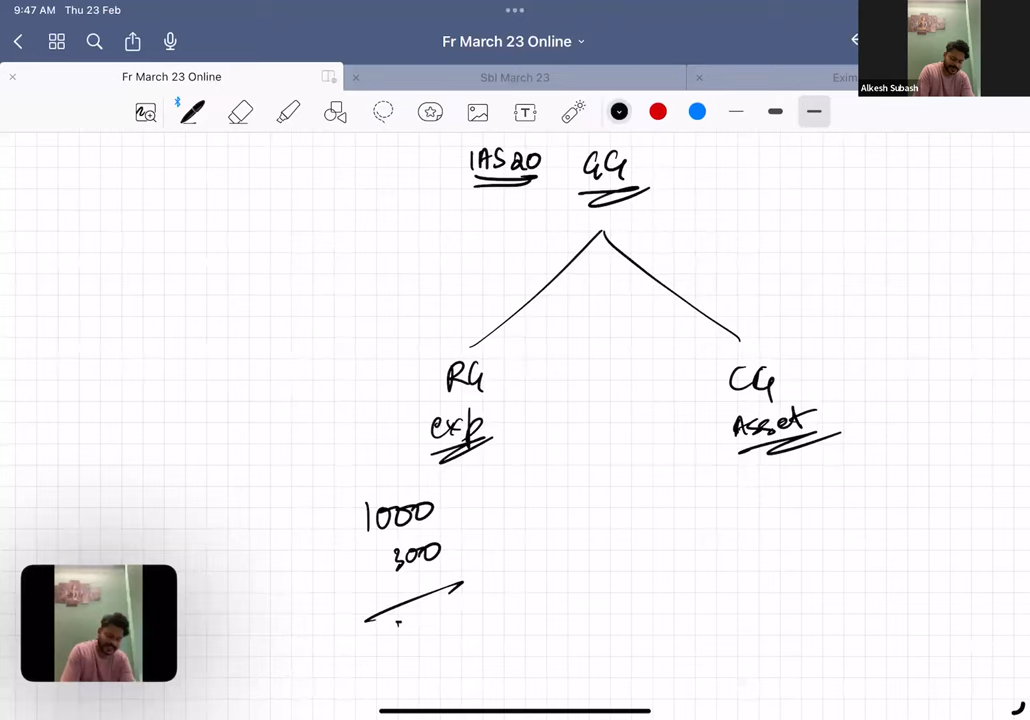 9:47 AM Thu 23 Feb
Fr March 23 Online
Alkesh Subash
Fr March 23 Online
Sbl March 23
Exim
IAS 20 GG
RG
CG
exp
Asset
1000
300